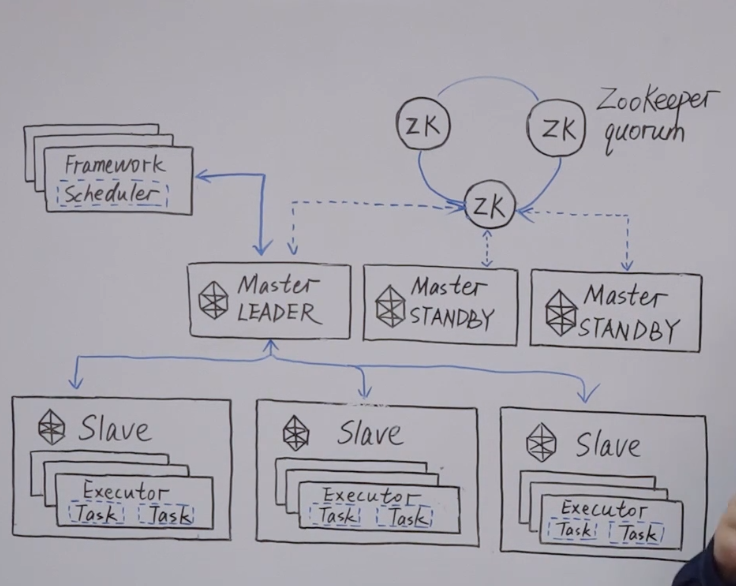 ZooKeeper
quorum
ZK
ZK
ZK
Framework
Scheduler
Master
LEADER
Master
STANDBY
Master
STANDBY
Slave
Executor
Task Task
Slave
Executor
Task Task
Slave
Executor
Task Task